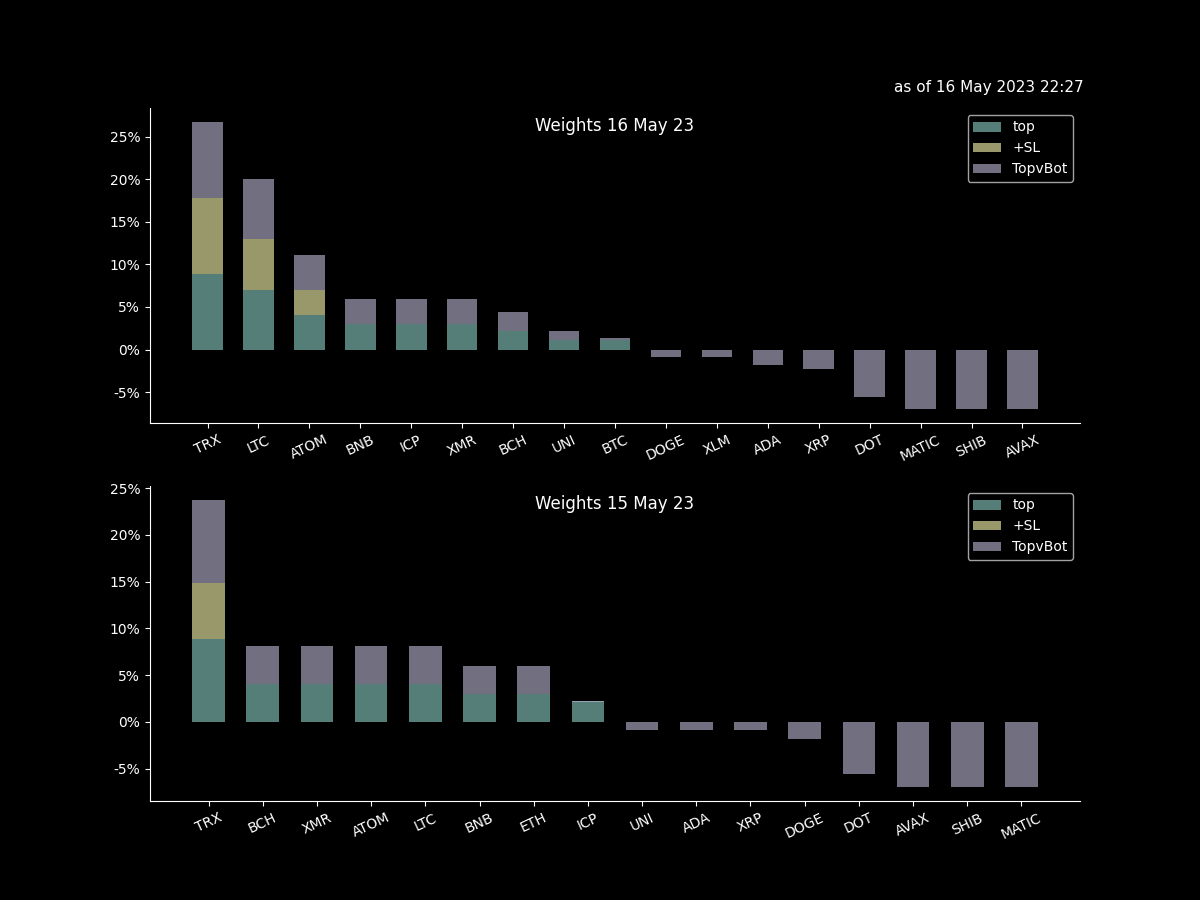 as of 16 May 2023 22:27
Weights 16 May 23
top
+SL
TopvBot
25%
20%
15%
10%
5%
0%
-5%
TRX LTC ATOM BNB ICP XMR BCH UNI BTC DOGE XLM ADA XRP DOT MATIC SHIB AVAX
Weights 15 May 23
top
+SL
TopvBot
25%
20%
15%
10%
5%
0%
-5%
TRX BCH XMR ATOM LTC BNB ETH ICP UNI ADA XRP DOGE DOT AVAX SHIB MATIC